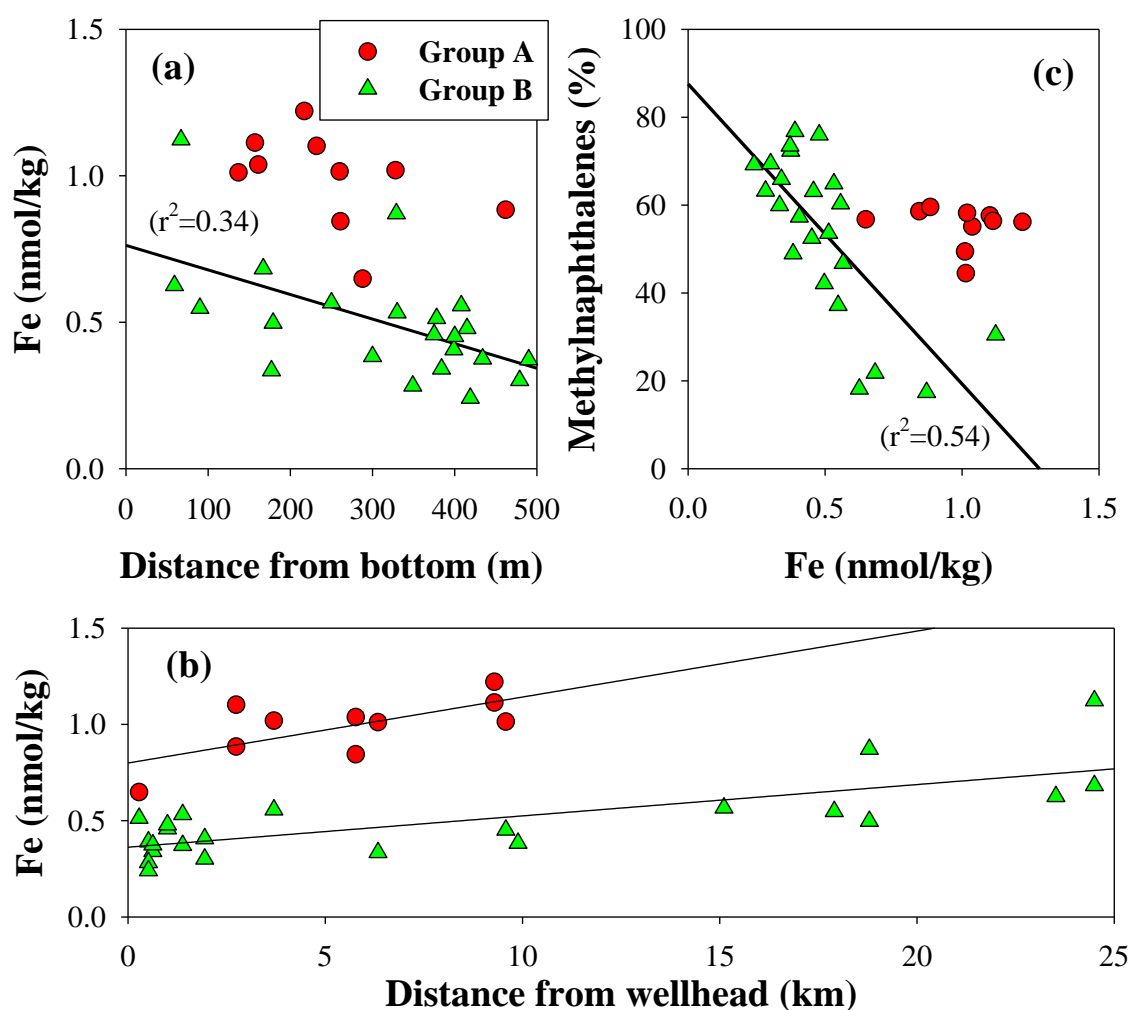 (a)
Group A
Group B
1.5
1.0
0.5
0.0
Fe (nmol/kg)
(r²=0.34)
0 100 200 300 400 500
Distance from bottom (m)
(c)
100
80
60
40
20
0
Methylnaphthalenes (%)
(r²=0.54)
0.0 0.5 1.0 1.5
Fe (nmol/kg)
(b)
1.5
1.0
0.5
0.0
Fe (nmol/kg)
0 5 10 15 20 25
Distance from wellhead (km)